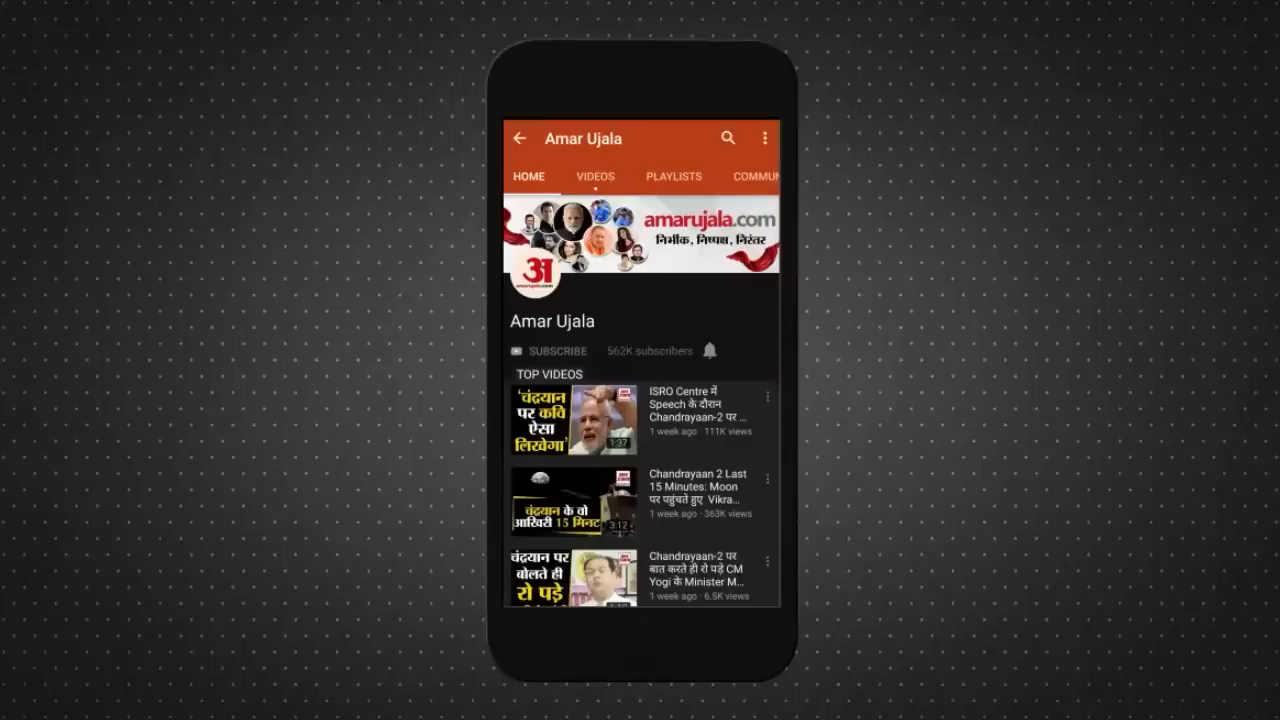 Amar Ujala
HOME VIDEOS PLAYLISTS COMMUN
amarujala.com
निर्भीक, निष्पक्ष, निरंतर
अ
amarujala.com
Amar Ujala
SUBSCRIBE 562K subscribers
TOP VIDEOS
'चंद्रयान
पर कवि
ऐसा
लिखेगा'
1:37
ISRO Centre में
Speech के दौरान
Chandrayaan-2 पर ...
1 week ago · 111K views
चंद्रयान के वो
आखिरी 15 मिनट
3:12
Chandrayaan 2 Last
15 Minutes: Moon
पर पहुंचते हुए Vikra...
1 week ago · 363K views
चंद्रयान पर
बोलते ही
रो पड़े
Chandrayaan-2 पर
बात करते ही रो पड़े CM
Yogi के Minister M...
1 week ago · 6.5K views